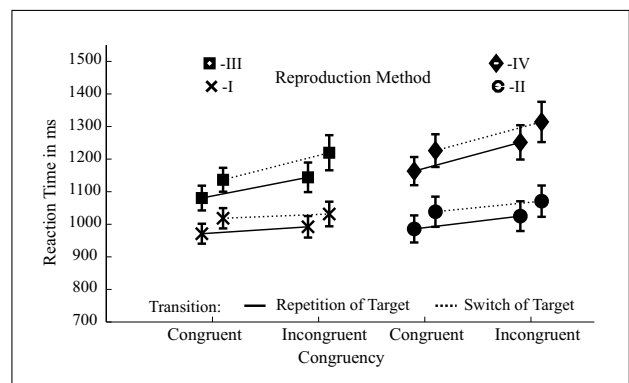 1500
1400
1300
1200
1100
1000
900
800
700
Reaction Time in ms
-III
-IV
Reproduction Method
-I
-II
Transition: Repetition of Target Switch of Target
Congruent Incongruent Congruent Incongruent
Congruency